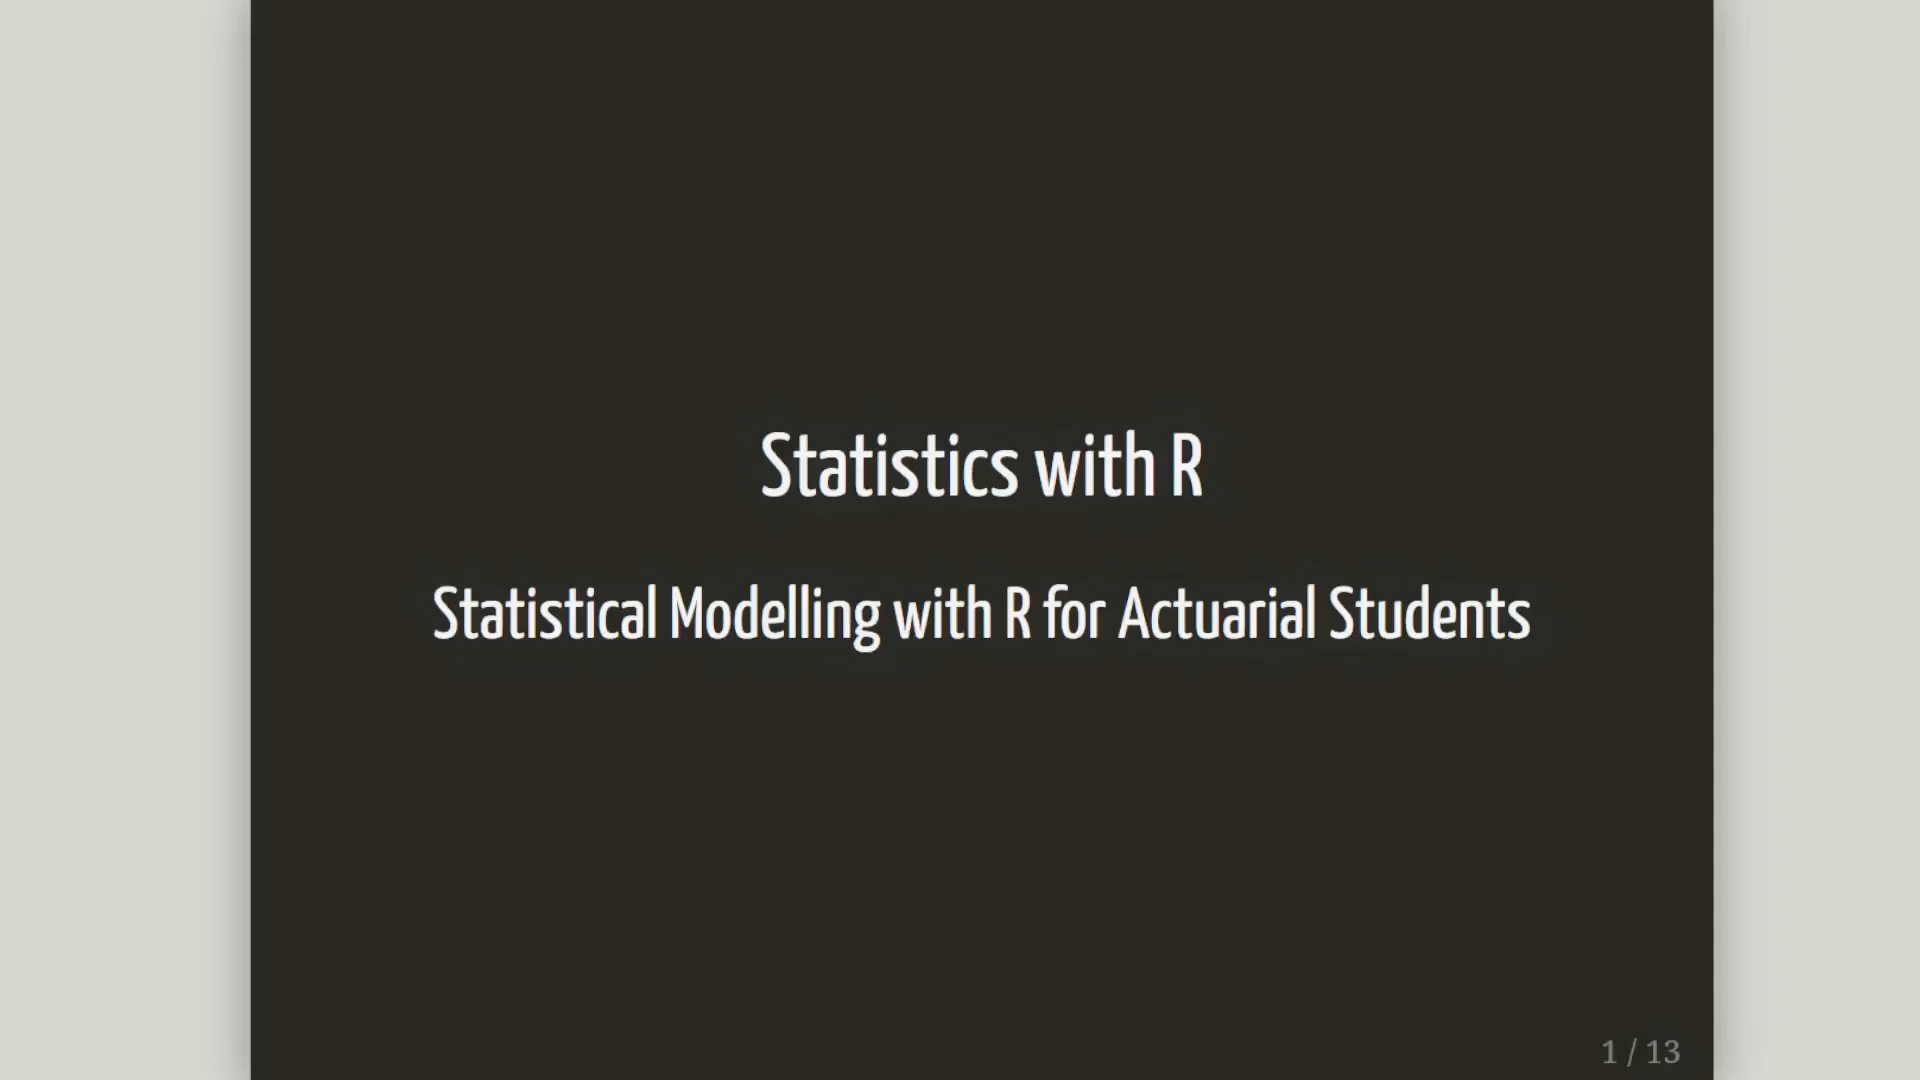 Statistics with R
Statistical Modelling with R for Actuarial Students
1 / 13